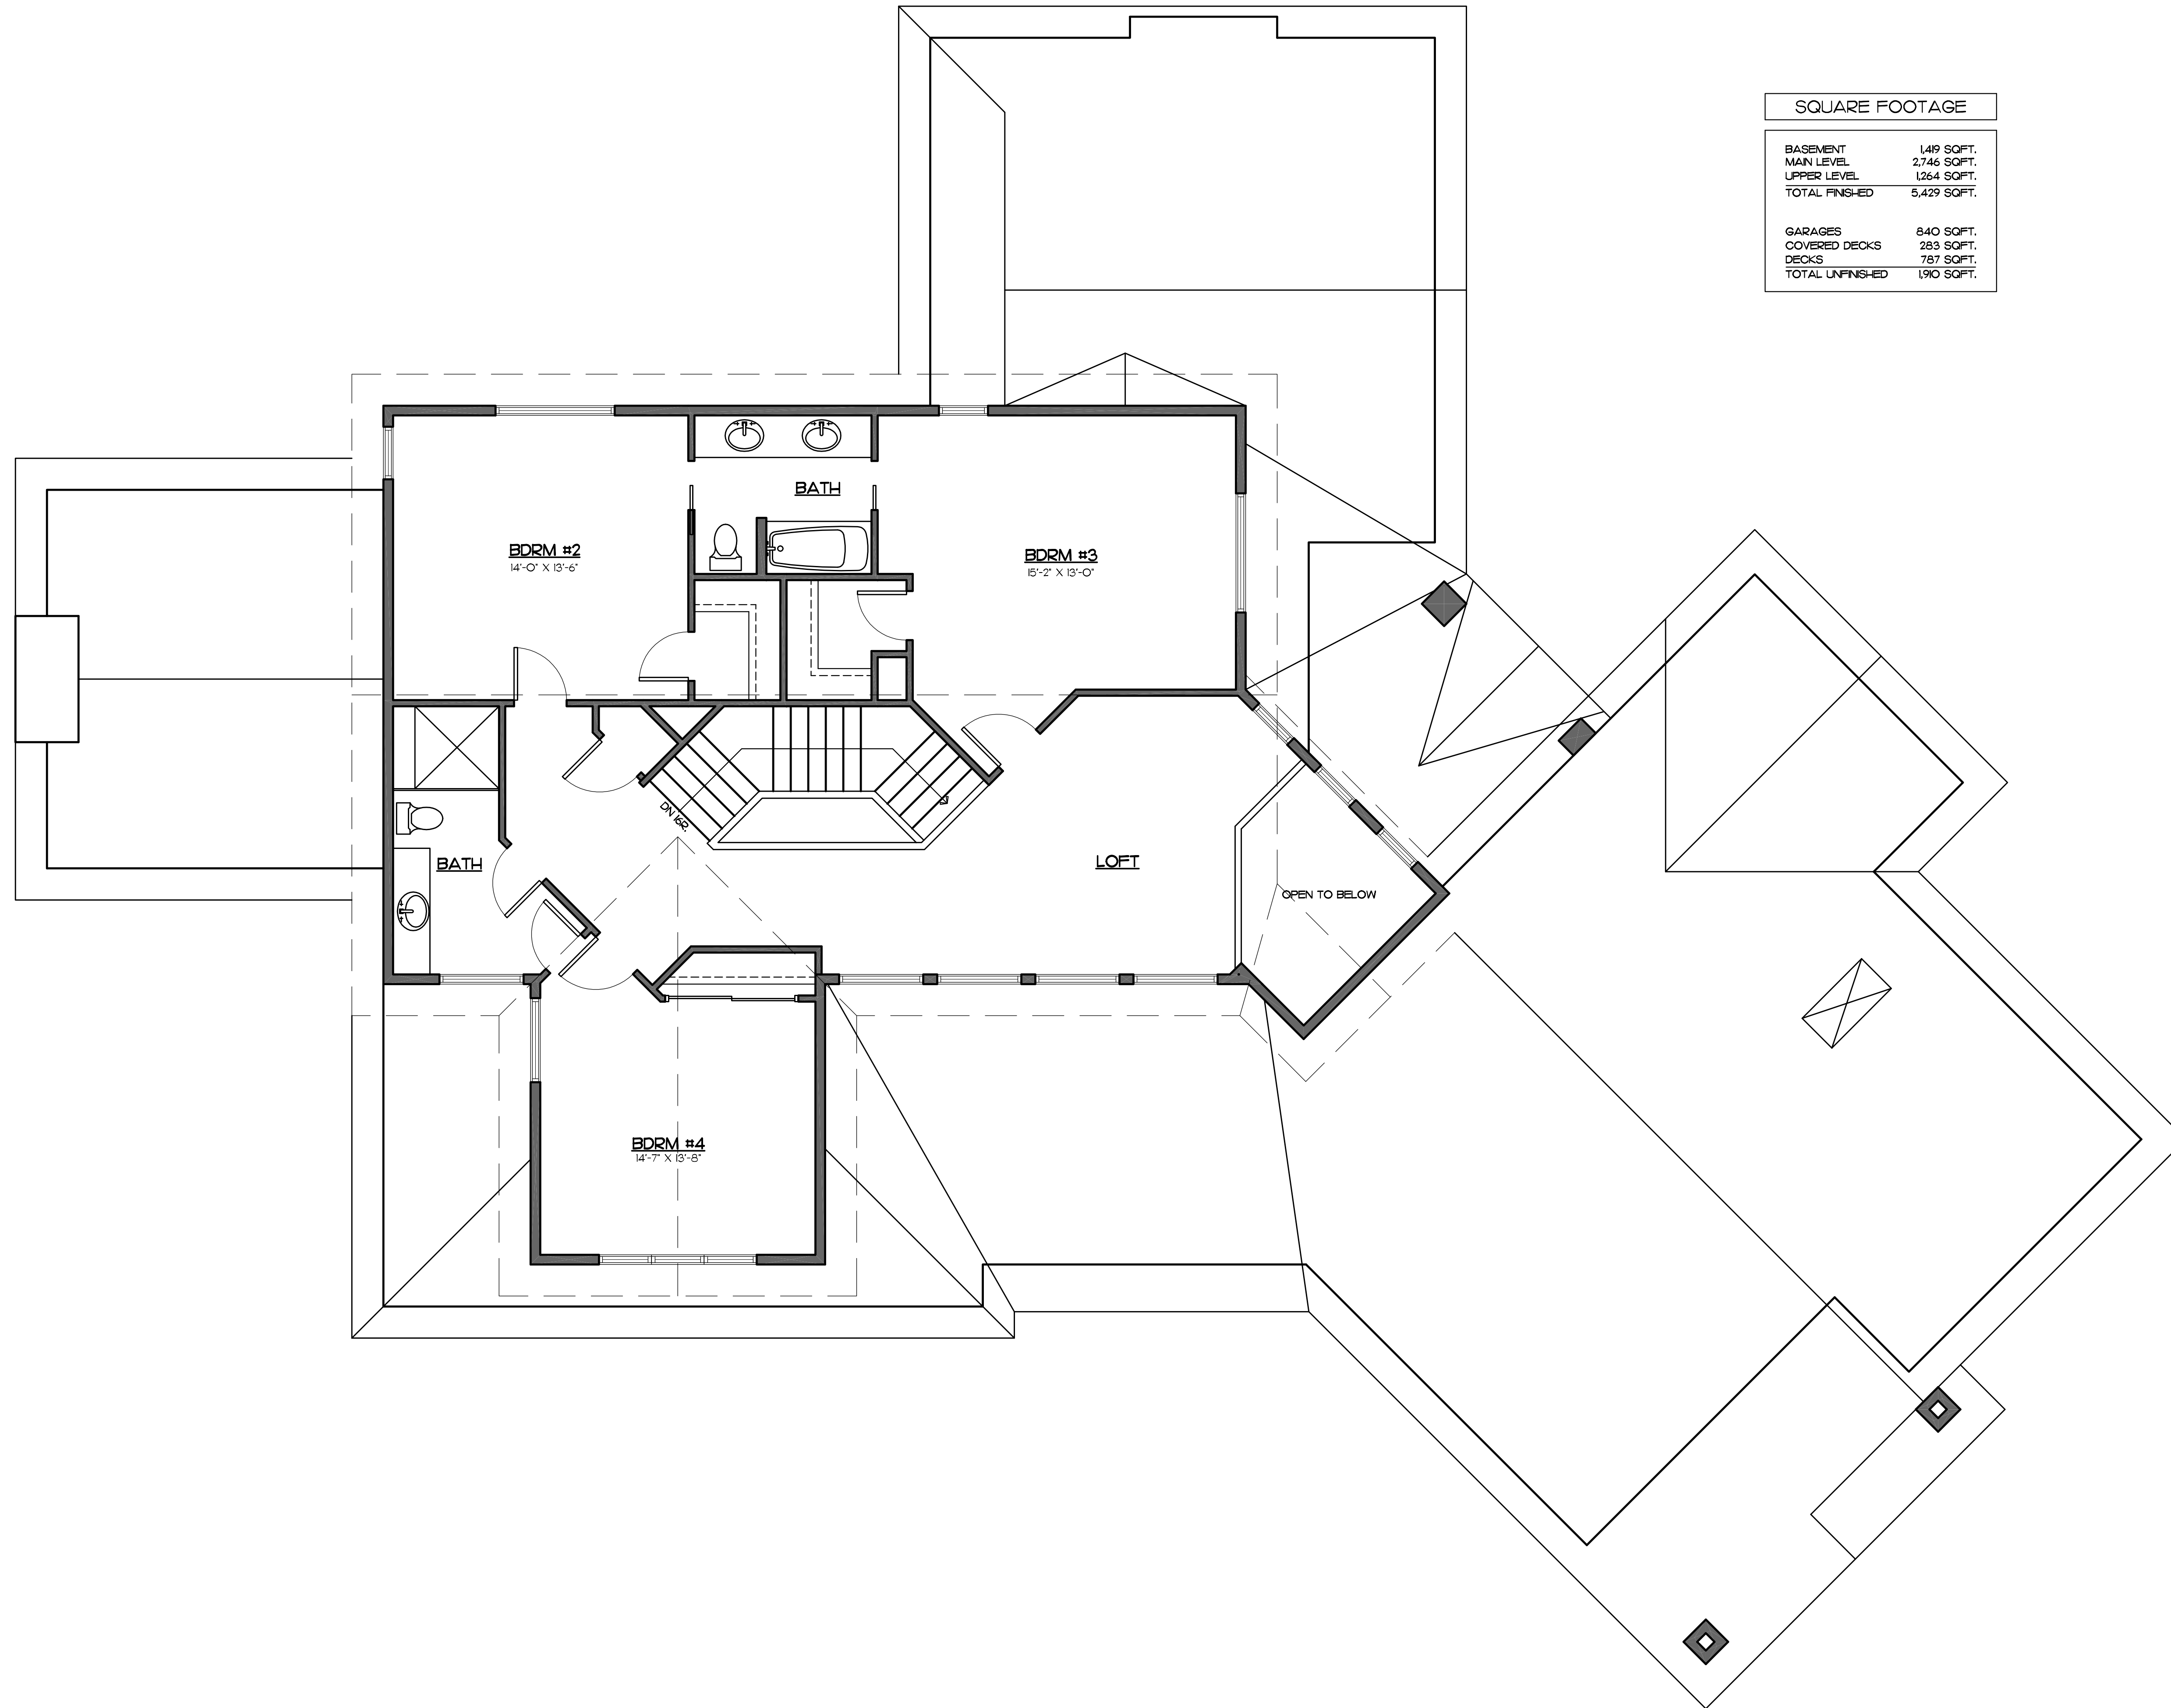 SQUARE FOOTAGE
BASEMENT 1,419 SQFT.
MAIN LEVEL 2,746 SQFT.
UPPER LEVEL 1,264 SQFT.
TOTAL FINISHED 5,429 SQFT.
GARAGES 840 SQFT.
COVERED DECKS 283 SQFT.
DECKS 787 SQFT.
TOTAL UNFINISHED 1,910 SQFT.
BATH
BDRM #2
14'-0" X 13'-6"
BDRM #3
15'-2" X 13'-0"
DN 16R.
BATH
LOFT
OPEN TO BELOW
BDRM #4
14'-7" X 13'-8"